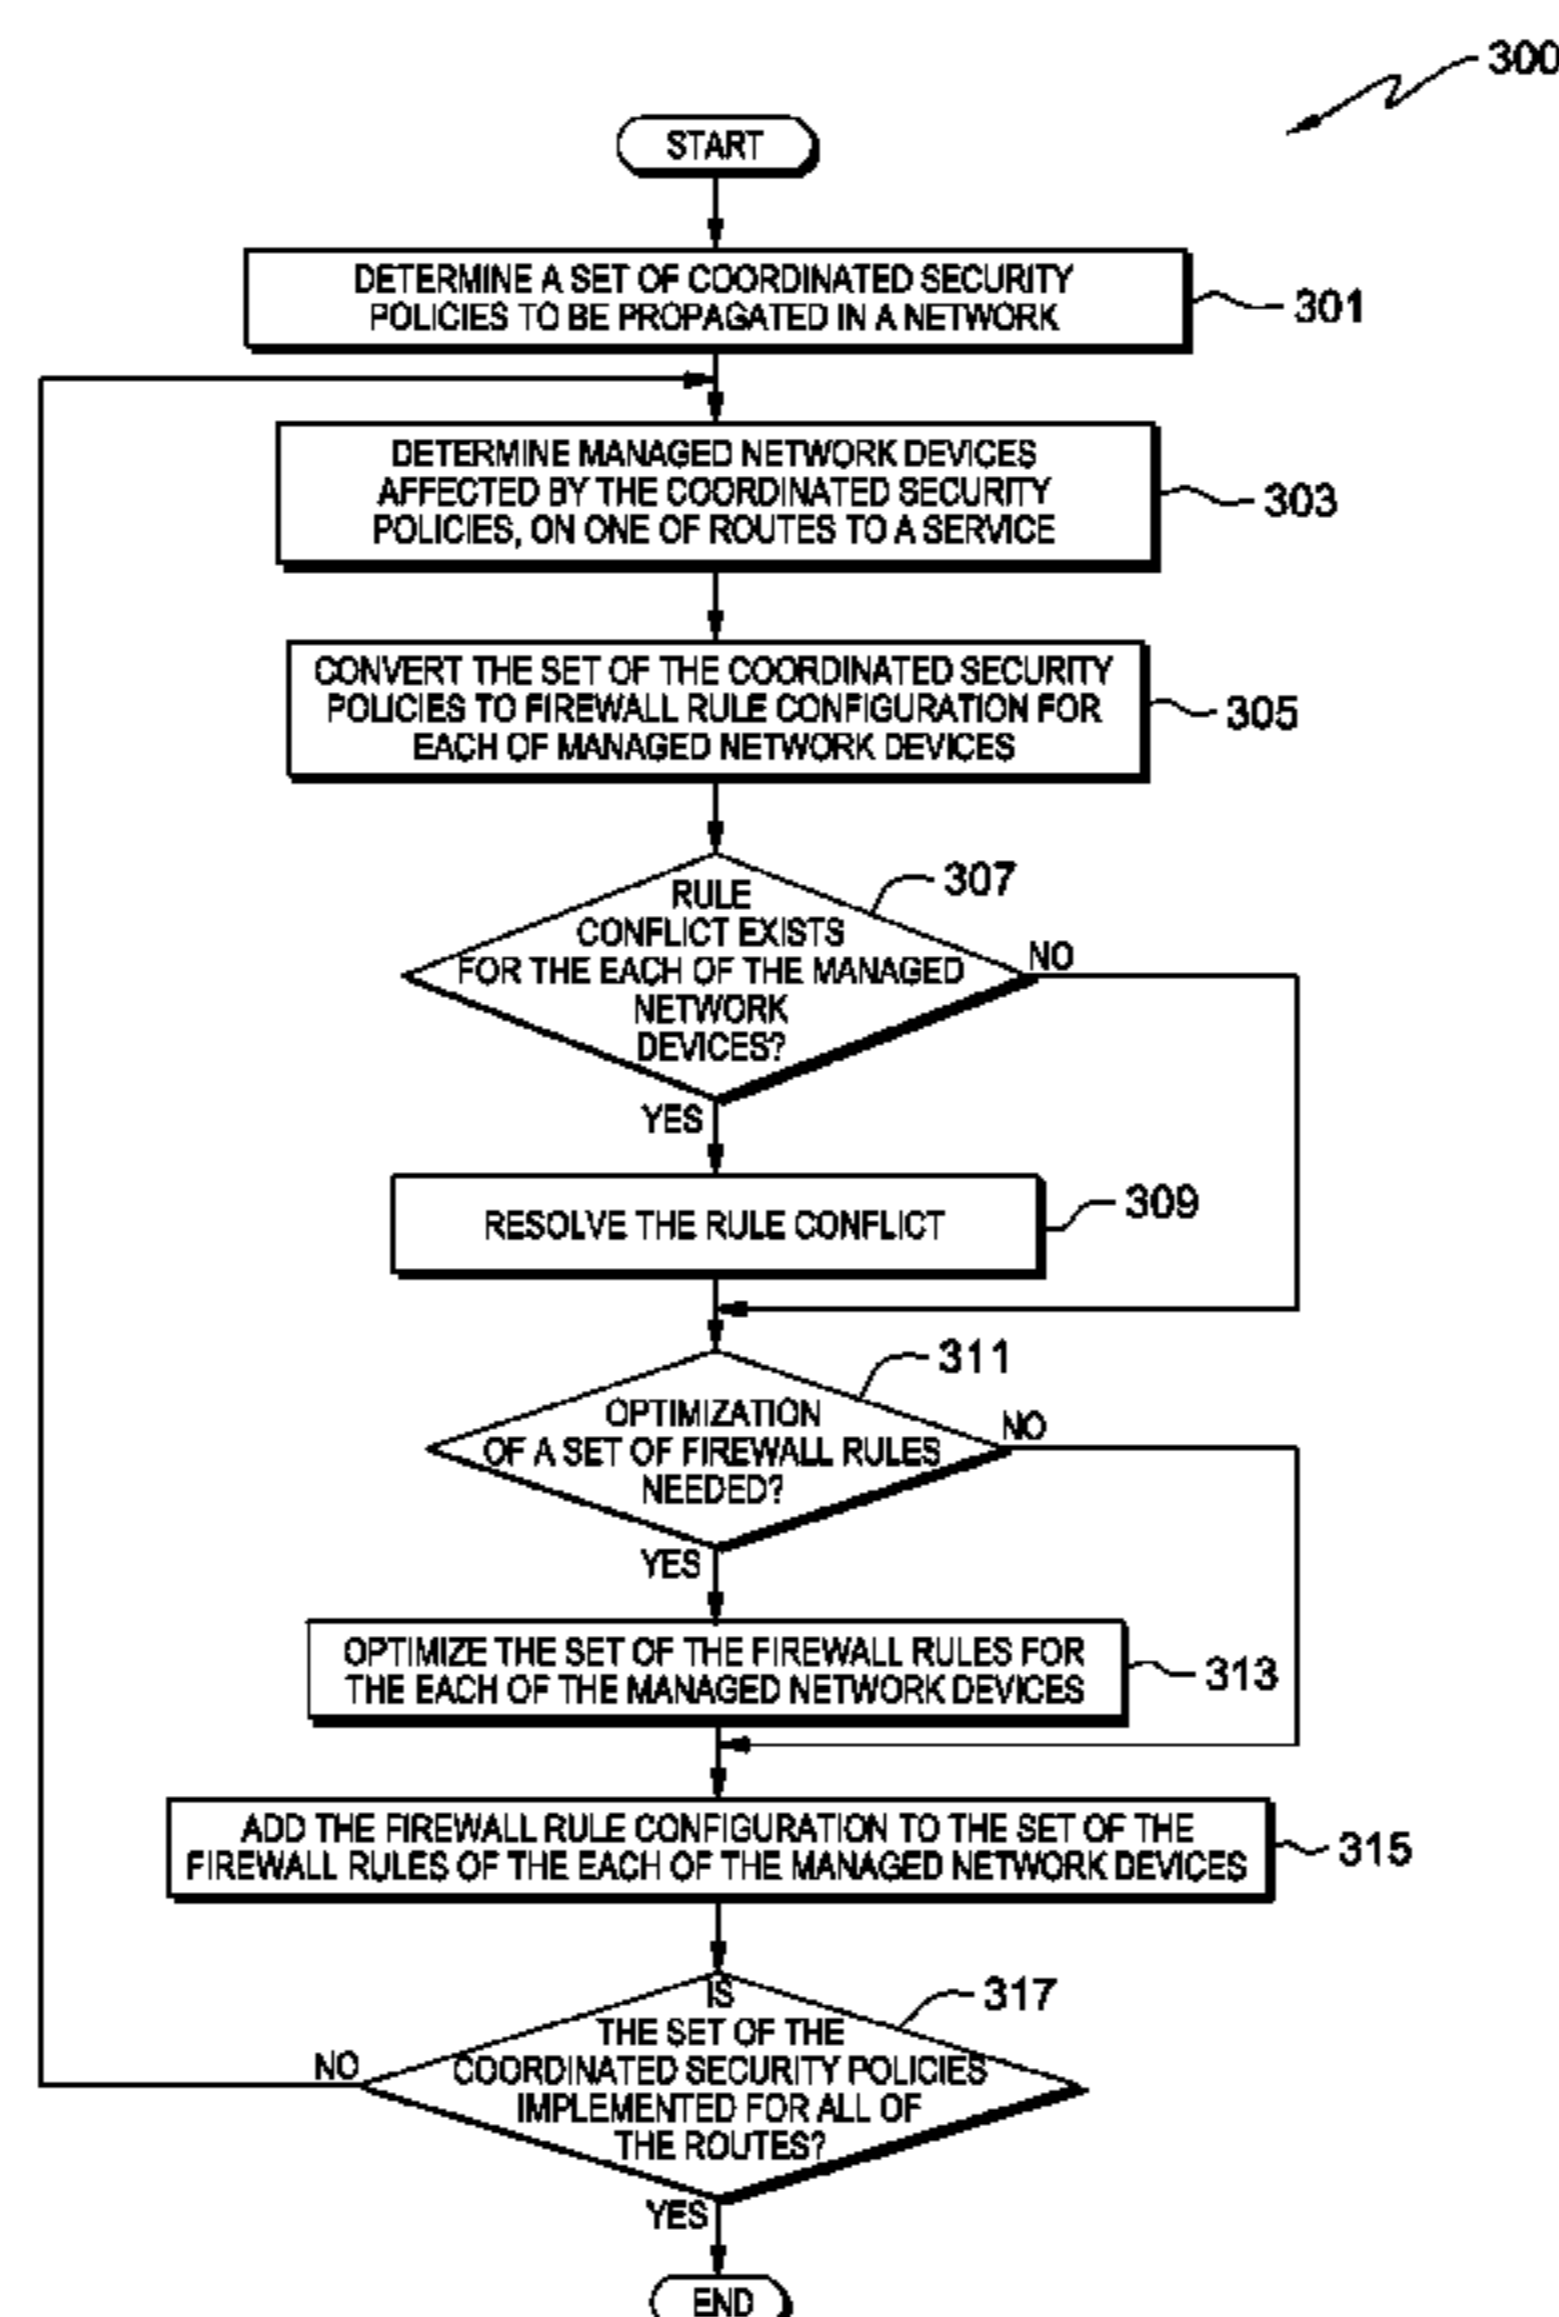 300
START
DETERMINE A SET OF COORDINATED SECURITY
POLICIES TO BE PROPAGATED IN A NETWORK
301
DETERMINE MANAGED NETWORK DEVICES
AFFECTED BY THE COORDINATED SECURITY
POLICIES, ON ONE OF ROUTES TO A SERVICE
303
CONVERT THE SET OF THE COORDINATED SECURITY
POLICIES TO FIREWALL RULE CONFIGURATION FOR
EACH OF MANAGED NETWORK DEVICES
305
307
RULE
CONFLICT EXISTS
FOR THE EACH OF THE MANAGED
NETWORK
DEVICES?
NO
YES
RESOLVE THE RULE CONFLICT
309
311
OPTIMIZATION
OF A SET OF FIREWALL RULES
NEEDED?
NO
YES
OPTIMIZE THE SET OF THE FIREWALL RULES FOR
THE EACH OF THE MANAGED NETWORK DEVICES
313
ADD THE FIREWALL RULE CONFIGURATION TO THE SET OF THE
FIREWALL RULES OF THE EACH OF THE MANAGED NETWORK DEVICES
315
317
IS
THE SET OF THE
COORDINATED SECURITY POLICIES
IMPLEMENTED FOR ALL OF
THE ROUTES?
NO
YES
END